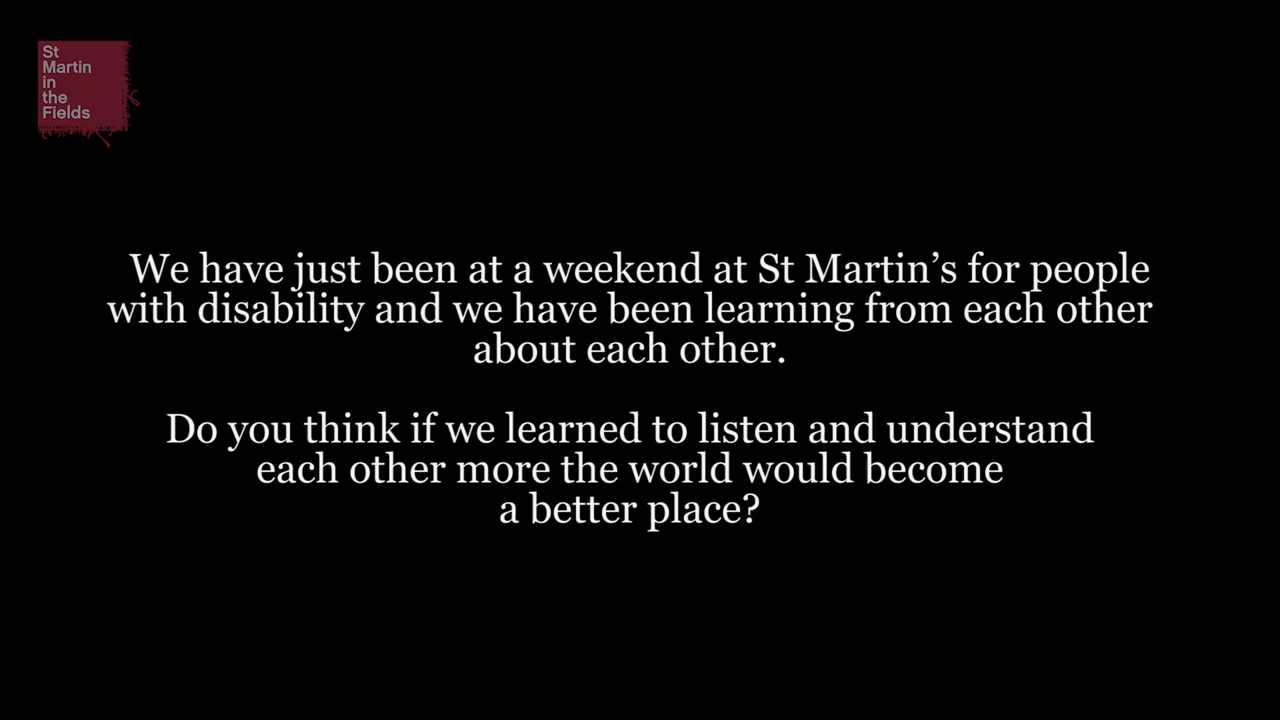 St
Martin
in
the
Fields
We have just been at a weekend at St Martin’s for people
with disability and we have been learning from each other
about each other.
Do you think if we learned to listen and understand
each other more the world would become
a better place?